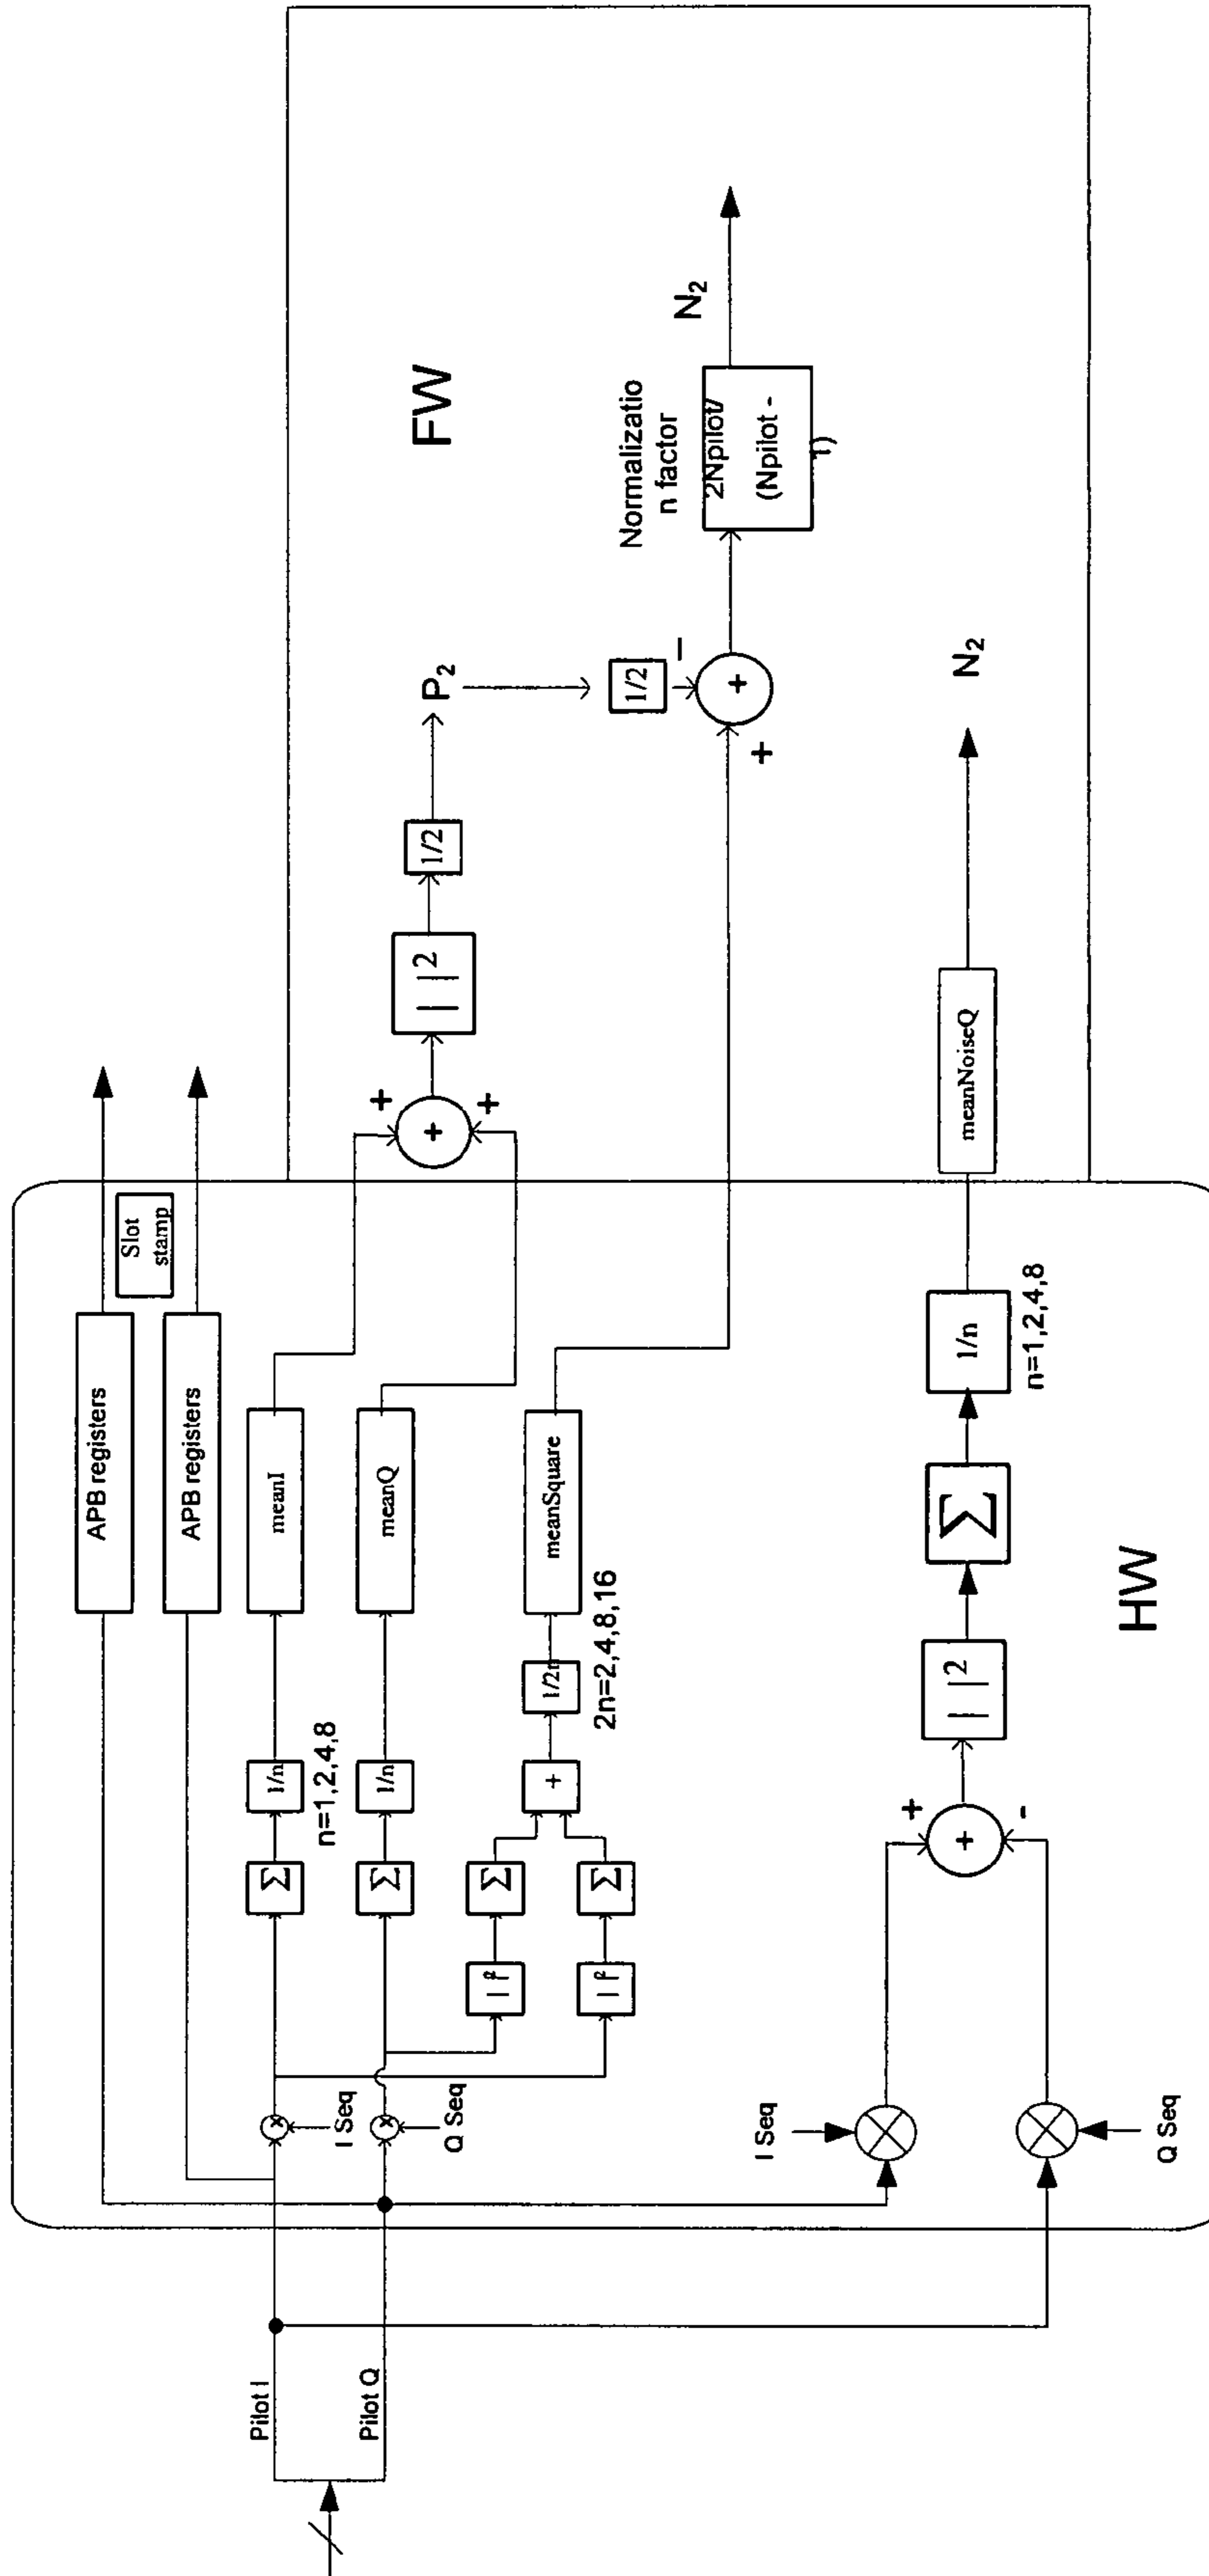 Pilot I
Pilot Q
APB registers
Slot
stamp
APB registers
×
I Seq
Σ
1/n
n=1,2,4,8
meanI
×
Q Seq
Σ
1/n
meanQ
| |²
Σ
| |²
Σ
+
1/2n
2n=2,4,8,16
meanSquare
+
+
+
| |²
1/2
P₂
1/2
−
+
+
Normalizatio
n factor
2Npilot/
(Npilot -
1)
N₂
FW
I Seq
Q Seq
+
+
-
| |²
Σ
1/n
n=1,2,4,8
meanNoiseQ
N₂
HW